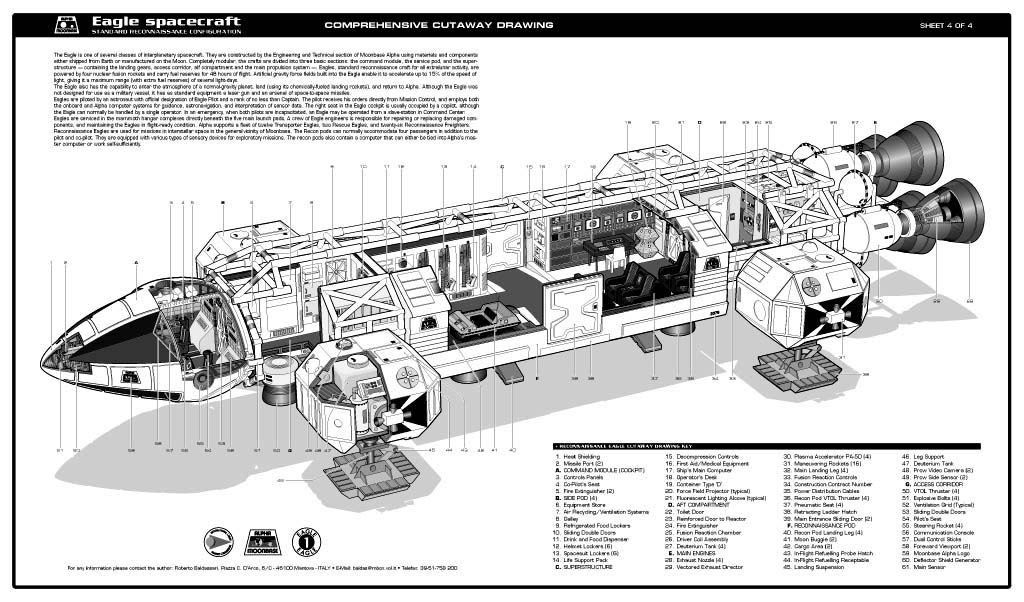 Eagle spacecraft
STANDARD RECONNAISSANCE CONFIGURATION
COMPREHENSIVE CUTAWAY DRAWING
SHEET 4 OF 4
The Eagle is one of several classes of interplanetary spacecraft. They are constructed by the Engineering and Technical section of Moonbase Alpha using materials and components
either shipped from Earth or manufactured on the Moon. Completely modular, the crafts are divided into three basic sections: the command module, the service pod, and the super-
structure — containing the landing gears, access corridor, aft compartment and the main propulsion system — Eagles, standard reconnaissance craft for all extralunar activity, are
powered by four nuclear fusion rockets and carry fuel reserves for 48 hours of flight. Artificial gravity force fields built into the Eagle enable it to accelerate up to 15% of the speed of
light, giving it a maximum range (with extra fuel reserves) of several light-days.
The Eagle also has the capability to enter the atmosphere of a normal-gravity planet, land (using its chemically-fueled landing rockets), and return to Alpha. Although the Eagle was
not designed for use as a military vessel, it has as standard equipment a laser gun and an arsenal of space-to-space missiles.
Eagles are piloted by an astronaut with official designation of Eagle Pilot and a rank of no less than Captain. The pilot receives his orders directly from Mission Control, and employs both
the onboard and Alpha computer systems for guidance, astronavigation, and interpretation of sensor data. The right seat in the Eagle cockpit is usually occupied by a copilot, although
the Eagle can normally be handled by a single operator. In an emergency, when both pilots are incapacitated, an Eagle may be remotely controlled by operators in Command Center.
Eagles are serviced in the mammoth hangar complexes directly beneath the five main launch pads. A crew of Eagle engineers is responsible for repairing or replacing damaged com-
ponents, and maintaining the Eagles in flight-ready condition. Alpha supports a fleet of twelve Transporter Eagles, two Rescue Eagles, and twenty-six Reconnaissance Freighters.
Reconnaissance Eagles are used for missions in interstellar space in the general vicinity of Moonbase. The Recon pods can normally accommodate four passengers in addition to the
pilot and co-pilot. They are equipped with various types of sensory devices for exploratory missions. The recon pods also contain a computer that can either be tied into Alpha's mas-
ter computer or work self-sufficiently.
• RECONNAISSANCE EAGLE CUTAWAY DRAWING KEY
1. Heat Shielding
2. Missile Port (2)
A. COMMAND MODULE (COCKPIT)
3. Controls Panels
4. Co-Pilot's Seat
5. Fire Extinguisher (2)
B. SIDE POD (4)
6. Equipment Store
7. Air Recycling/Ventilation Systems
8. Galley
9. Refrigerated Food Lockers
10. Sliding Double Doors
11. Drink and Food Dispenser
12. Helmet Lockers (6)
13. Spacesuit Lockers (6)
14. Life Support Pack
C. SUPERSTRUCTURE
15. Decompression Controls
16. First Aid/Medical Equipment
17. Ship's Main Computer
18. Operator's Desk
19. Container Type 'D'
20. Force Field Projector (typical)
21. Fluorescent Lighting Alcove (typical)
D. AFT COMPARTMENT
22. Toilet Door
23. Reinforced Door to Reactor
24. Fire Extinguisher
25. Fusion Reaction Chamber
26. Driver Coil Assembly
27. Deuterium Tank (4)
E. MAIN ENGINES
28. Exhaust Nozzle (4)
29. Vectored Exhaust Director
30. Plasma Accelerator PA-5D (4)
31. Maneuvering Rockets (16)
32. Main Landing Leg (4)
33. Fusion Reaction Controls
34. Construction Contract Number
35. Power Distribution Cables
36. Recon Pod VTOL Thruster (4)
37. Pneumatic Seat (4)
38. Retracting Ladder Hatch
39. Main Entrance Sliding Door (2)
F. RECONNAISSANCE POD
40. Recon Pod Landing Leg (4)
41. Moon Buggie (2)
42. Cargo Area (2)
43. In-Flight Refuelling Probe Hatch
44. In-Flight Refuelling Receptacle
45. Landing Suspension
46. Leg Support
47. Deuterium Tank
48. Prow Video Camera (2)
49. Prow Side Sensor (2)
G. ACCESS CORRIDOR
50. VTOL Thruster (4)
51. Explosive Bolts (4)
52. Ventilation Grid (Typical)
53. Sliding Double Doors
54. Pilot's Seat
55. Steering Rocket (4)
56. Communication Console
57. Dual Control Sticks
58. Foreward Viewport (2)
59. Moonbase Alpha Logo
60. Deflector Shield Generator
61. Main Sensor
ALPHA
MOONBASE
EAGLE
1
EAGLE
For any information please contact the author: Roberto Baldassari, Piazza C. D'Arco, 6/C - 46100 Mantova - ITALY •